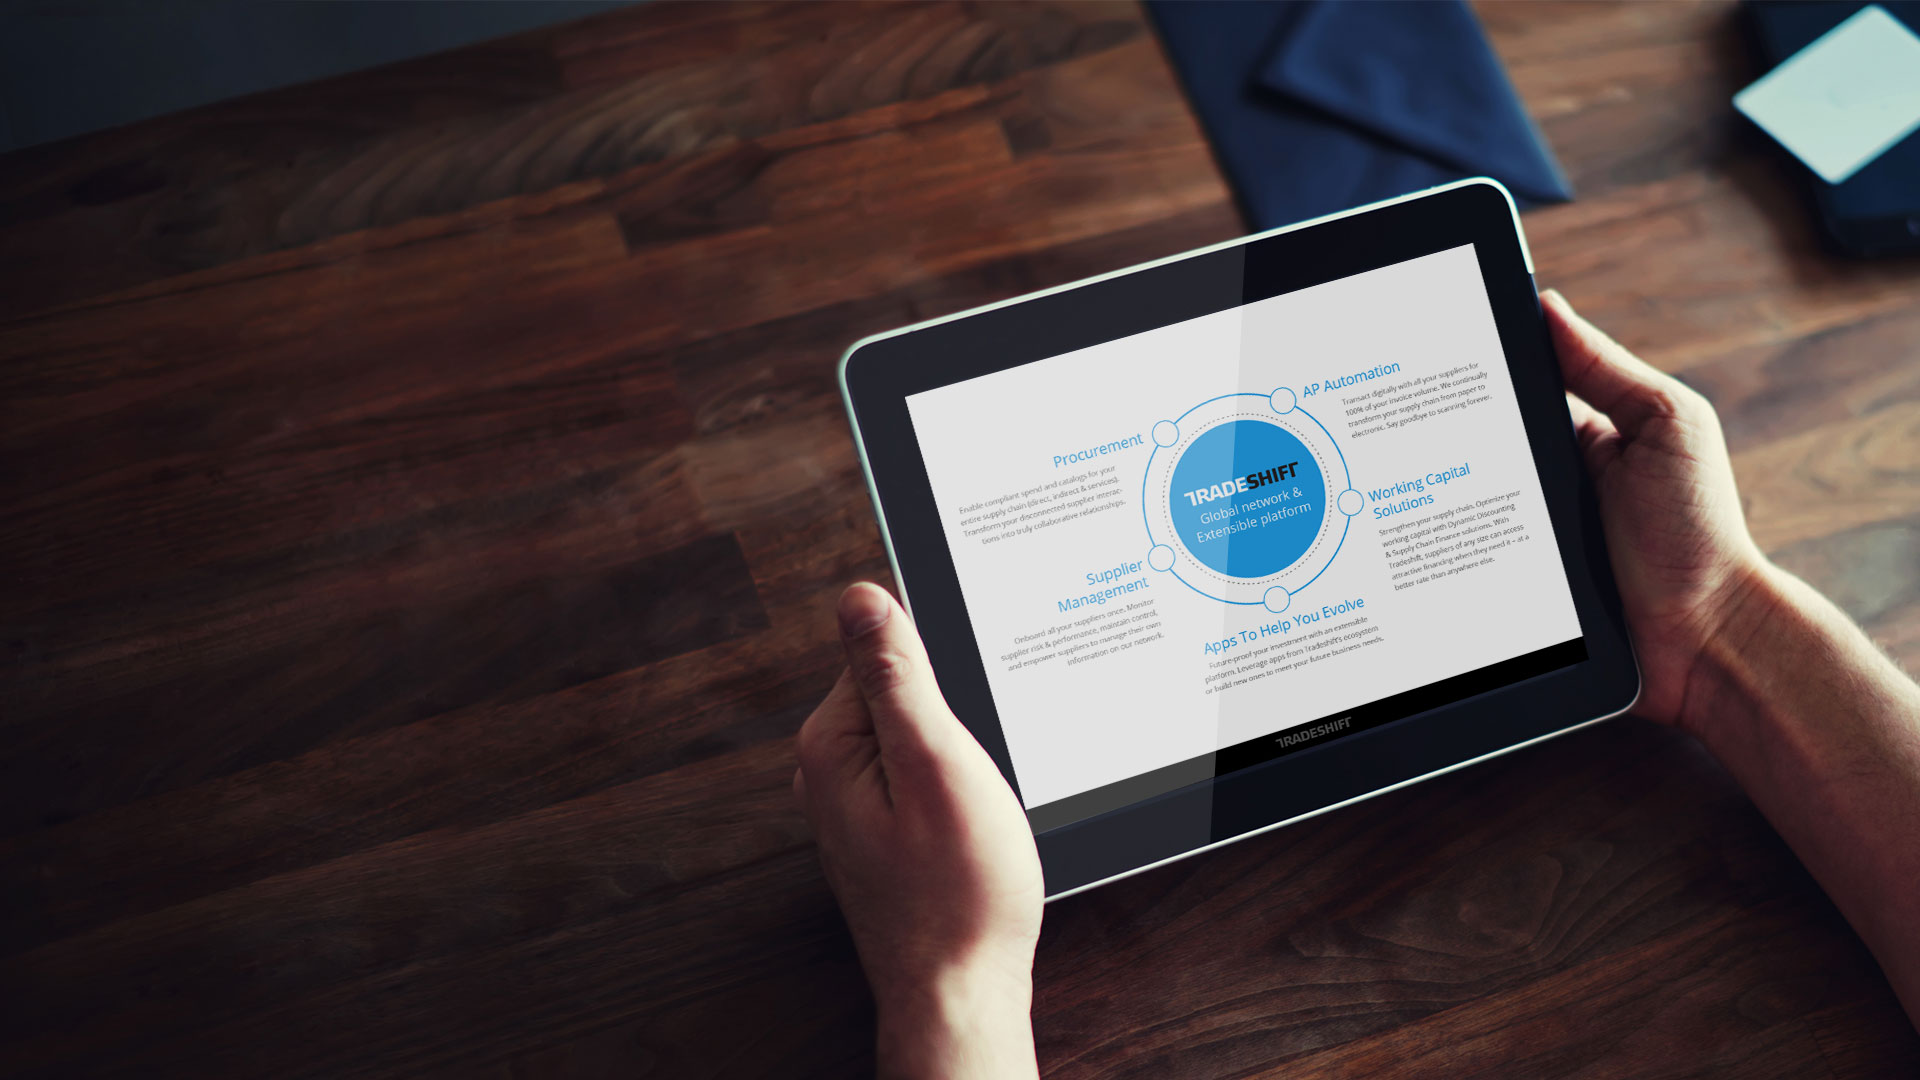 AP Automation
Transact digitally with all your suppliers for
100% of your invoice volume. We continually
transform your supply chain from paper to
electronic. Say goodbye to scanning forever.
Procurement
Enable compliant spend and catalogs for your
entire supply chain (direct, indirect & services).
Transform your disconnected supplier interac-
tions into truly collaborative relationships.
TRADESHIFT
Global network &
Extensible platform
Working Capital
Solutions
Strengthen your supply chain. Optimize your
working capital with Dynamic Discounting
& Supply Chain Finance solutions. With
Tradeshift, suppliers of any size can access
attractive financing when they need it – at a
better rate than anywhere else.
Supplier
Management
Onboard all your suppliers once. Monitor
supplier risk & performance, maintain control,
and empower suppliers to manage their own
information on our network.
Apps To Help You Evolve
Future-proof your investment with an extensible
platform. Leverage apps from Tradeshift's ecosystem
or build new ones to meet your future business needs.
TRADESHIFT